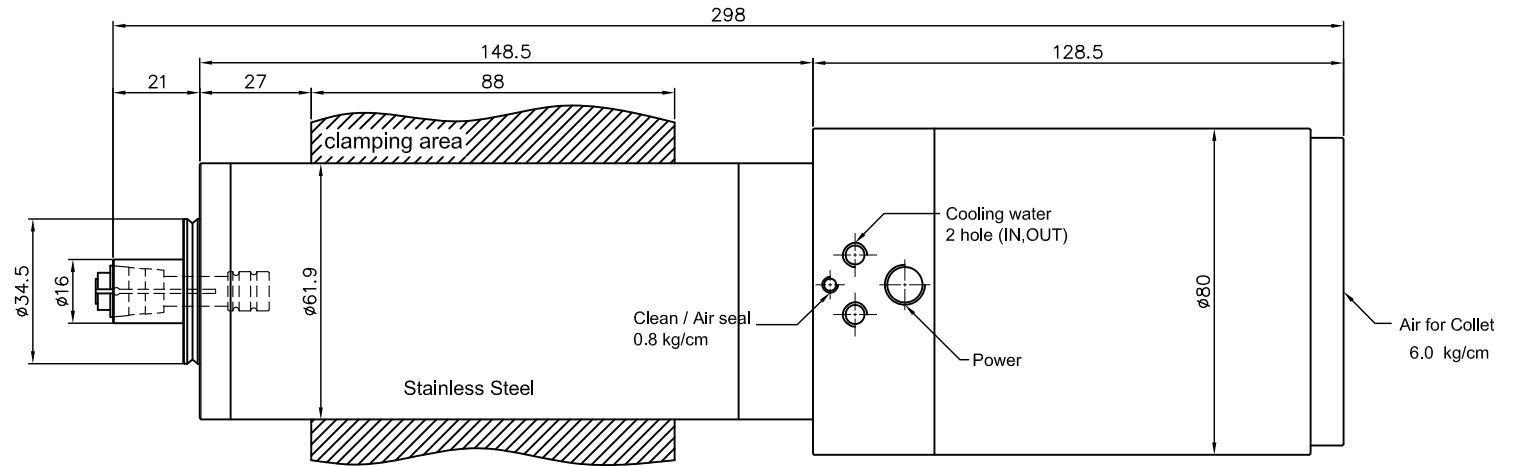 298
148.5
128.5
21
27
88
clamping area
ø34.5
ø16
ø61.9
Cooling water
2 hole (IN,OUT)
ø80
Clean / Air seal
0.8 kg/cm
Power
Air for Collet
6.0 kg/cm
Stainless Steel